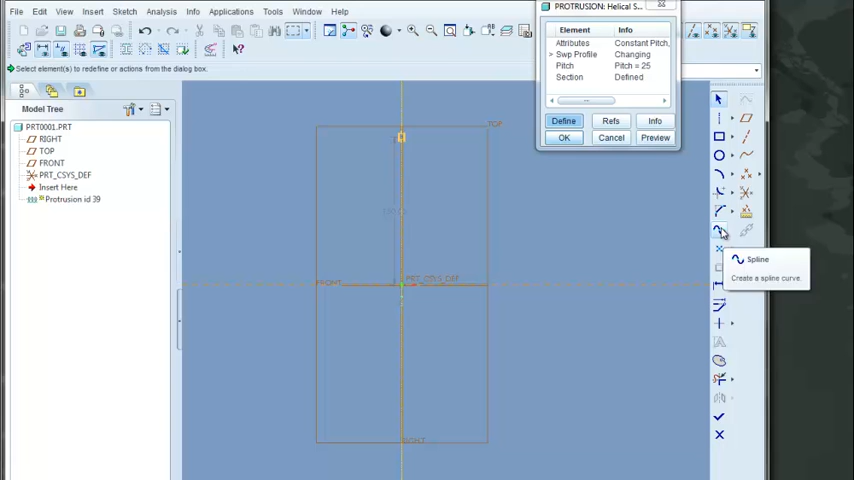 PROTRUSION: Helical S...
File Edit View Insert Sketch Analysis Info Applications Tools Window Help
Element Info
Attributes Constant Pitch,
> Swp Profile Changing
Pitch Pitch = 25
Section Defined
Define Refs Info
OK Cancel Preview
Select element(s) to redefine or actions from the dialog box.
Model Tree
PRT0001.PRT
RIGHT
TOP
FRONT
PRT_CSYS_DEF
Insert Here
Protrusion id 39
TOP
FRONT
PRT_CSYS_DEF
RIGHT
Spline
Create a spline curve.